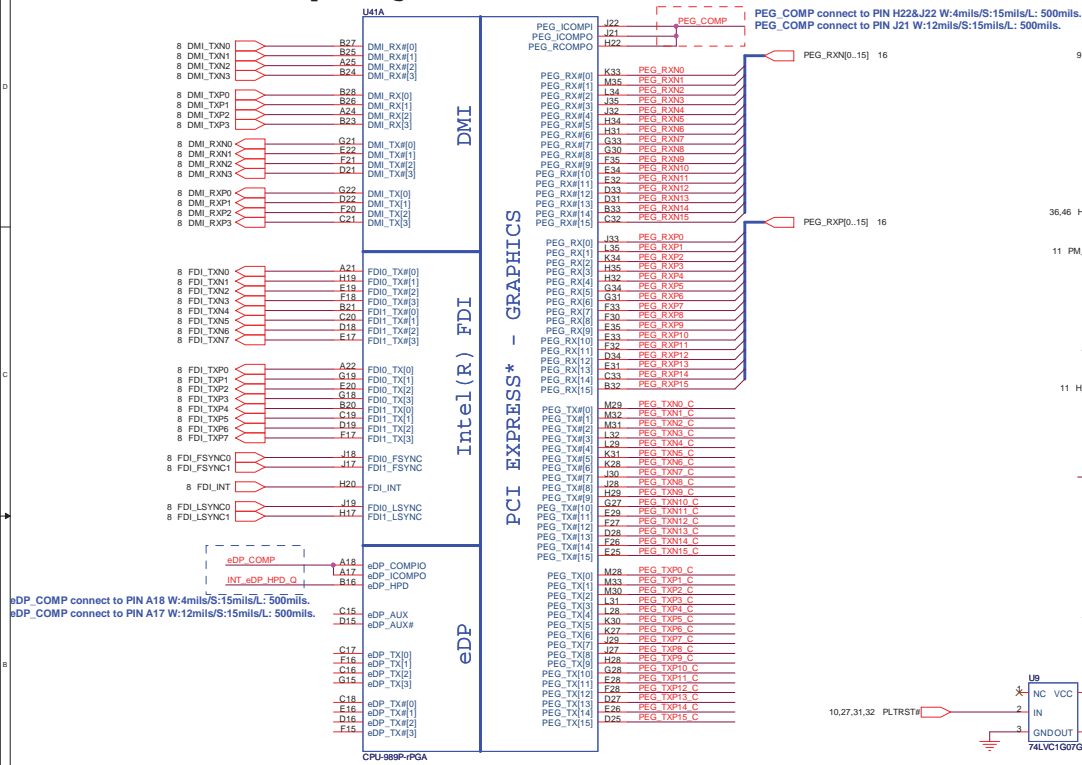 U41A
PEG_COMP connect to PIN H22&J22 W:4mils/S:15mils/L: 500mils.
PEG_COMP connect to PIN J21 W:12mils/S:15mils/L: 500mils.
PEG_ICOMPI J22 PEG_COMP
PEG_ICOMPO J21
PEG_RCOMPO H22
8 DMI_TXN0 B27 DMI_RX#[0]
8 DMI_TXN1 B25 DMI_RX#[1]
8 DMI_TXN2 A25 DMI_RX#[2]
8 DMI_TXN3 B24 DMI_RX#[3]
8 DMI_TXP0 B28 DMI_RX[0]
8 DMI_TXP1 B26 DMI_RX[1]
8 DMI_TXP2 A24 DMI_RX[2]
8 DMI_TXP3 B23 DMI_RX[3]
8 DMI_RXN0 G21 DMI_TX#[0]
8 DMI_RXN1 E22 DMI_TX#[1]
8 DMI_RXN2 F21 DMI_TX#[2]
8 DMI_RXN3 D21 DMI_TX#[3]
8 DMI_RXP0 G22 DMI_TX[0]
8 DMI_RXP1 D22 DMI_TX[1]
8 DMI_RXP2 F20 DMI_TX[2]
8 DMI_RXP3 C21 DMI_TX[3]
DMI
8 FDI_TXN0 A21 FDI0_TX#[0]
8 FDI_TXN1 H19 FDI0_TX#[1]
8 FDI_TXN2 E19 FDI0_TX#[2]
8 FDI_TXN3 F18 FDI0_TX#[3]
8 FDI_TXN4 B21 FDI1_TX#[0]
8 FDI_TXN5 C20 FDI1_TX#[1]
8 FDI_TXN6 D18 FDI1_TX#[2]
8 FDI_TXN7 E17 FDI1_TX#[3]
8 FDI_TXP0 A22 FDI0_TX[0]
8 FDI_TXP1 G19 FDI0_TX[1]
8 FDI_TXP2 E20 FDI0_TX[2]
8 FDI_TXP3 G18 FDI0_TX[3]
8 FDI_TXP4 B20 FDI1_TX[0]
8 FDI_TXP5 C19 FDI1_TX[1]
8 FDI_TXP6 D19 FDI1_TX[2]
8 FDI_TXP7 F17 FDI1_TX[3]
8 FDI_FSYNC0 J18 FDI0_FSYNC
8 FDI_FSYNC1 J17 FDI1_FSYNC
8 FDI_INT H20 FDI_INT
8 FDI_LSYNC0 J19 FDI0_LSYNC
8 FDI_LSYNC1 H17 FDI1_LSYNC
Intel(R) FDI
eDP_COMP A18 eDP_COMPIO
A17 eDP_ICOMPO
INT_eDP_HPD_Q B16 eDP_HPD
eDP_COMP connect to PIN A18 W:4mils/S:15mils/L: 500mils.
eDP_COMP connect to PIN A17 W:12mils/S:15mils/L: 500mils.
C15 eDP_AUX
D15 eDP_AUX#
C17 eDP_TX[0]
F16 eDP_TX[1]
C16 eDP_TX[2]
G15 eDP_TX[3]
C18 eDP_TX#[0]
E16 eDP_TX#[1]
D16 eDP_TX#[2]
F15 eDP_TX#[3]
eDP
CPU-989P-rPGA
PCI EXPRESS* - GRAPHICS
PEG_RX#[0] K33 PEG_RXN0
PEG_RX#[1] M35 PEG_RXN1
PEG_RX#[2] L34 PEG_RXN2
PEG_RX#[3] J35 PEG_RXN3
PEG_RX#[4] J32 PEG_RXN4
PEG_RX#[5] H34 PEG_RXN5
PEG_RX#[6] H31 PEG_RXN6
PEG_RX#[7] G33 PEG_RXN7
PEG_RX#[8] G30 PEG_RXN8
PEG_RX#[9] F35 PEG_RXN9
PEG_RX#[10] E34 PEG_RXN10
PEG_RX#[11] E32 PEG_RXN11
PEG_RX#[12] D33 PEG_RXN12
PEG_RX#[13] D31 PEG_RXN13
PEG_RX#[14] B33 PEG_RXN14
PEG_RX#[15] C32 PEG_RXN15
PEG_RXN[0..15] 16
PEG_RX[0] J33 PEG_RXP0
PEG_RX[1] L35 PEG_RXP1
PEG_RX[2] K34 PEG_RXP2
PEG_RX[3] H35 PEG_RXP3
PEG_RX[4] H32 PEG_RXP4
PEG_RX[5] G34 PEG_RXP5
PEG_RX[6] G31 PEG_RXP6
PEG_RX[7] F33 PEG_RXP7
PEG_RX[8] F30 PEG_RXP8
PEG_RX[9] E35 PEG_RXP9
PEG_RX[10] E33 PEG_RXP10
PEG_RX[11] F32 PEG_RXP11
PEG_RX[12] D34 PEG_RXP12
PEG_RX[13] E31 PEG_RXP13
PEG_RX[14] C33 PEG_RXP14
PEG_RX[15] B32 PEG_RXP15
PEG_RXP[0..15] 16
PEG_TX#[0] M29 PEG_TXN0_C
PEG_TX#[1] M32 PEG_TXN1_C
PEG_TX#[2] M31 PEG_TXN2_C
PEG_TX#[3] L32 PEG_TXN3_C
PEG_TX#[4] L29 PEG_TXN4_C
PEG_TX#[5] K31 PEG_TXN5_C
PEG_TX#[6] K28 PEG_TXN6_C
PEG_TX#[7] J30 PEG_TXN7_C
PEG_TX#[8] J28 PEG_TXN8_C
PEG_TX#[9] H29 PEG_TXN9_C
PEG_TX#[10] G27 PEG_TXN10_C
PEG_TX#[11] E29 PEG_TXN11_C
PEG_TX#[12] F27 PEG_TXN12_C
PEG_TX#[13] D28 PEG_TXN13_C
PEG_TX#[14] F26 PEG_TXN14_C
PEG_TX#[15] E25 PEG_TXN15_C
PEG_TX[0] M28 PEG_TXP0_C
PEG_TX[1] M33 PEG_TXP1_C
PEG_TX[2] M30 PEG_TXP2_C
PEG_TX[3] L31 PEG_TXP3_C
PEG_TX[4] L28 PEG_TXP4_C
PEG_TX[5] K30 PEG_TXP5_C
PEG_TX[6] K27 PEG_TXP6_C
PEG_TX[7] J29 PEG_TXP7_C
PEG_TX[8] J27 PEG_TXP8_C
PEG_TX[9] H28 PEG_TXP9_C
PEG_TX[10] G28 PEG_TXP10_C
PEG_TX[11] E28 PEG_TXP11_C
PEG_TX[12] F28 PEG_TXP12_C
PEG_TX[13] D27 PEG_TXP13_C
PEG_TX[14] E26 PEG_TXP14_C
PEG_TX[15] D25 PEG_TXP15_C
9
36,46 H
11 PM_
11 H
U9
1 NC VCC
10,27,31,32 PLTRST# 2 IN
3 GND OUT
74LVC1G07G
D
C
B